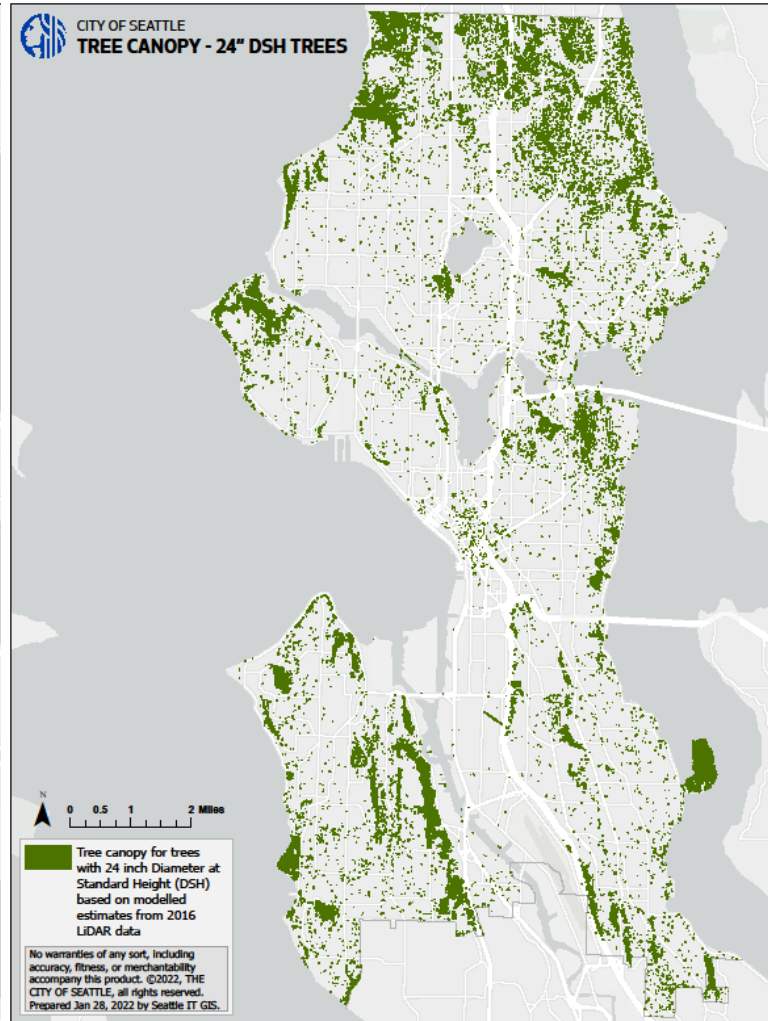 CITY OF SEATTLE
TREE CANOPY - 24" DSH TREES
N
0 0.5 1 2 Miles
Tree canopy for trees
with 24 inch Diameter at
Standard Height (DSH)
based on modelled
estimates from 2016
LiDAR data
No warranties of any sort, including
accuracy, fitness, or merchantability
accompany this product. ©2022, THE
CITY OF SEATTLE, all rights reserved.
Prepared Jan 28, 2022 by Seattle IT GIS.